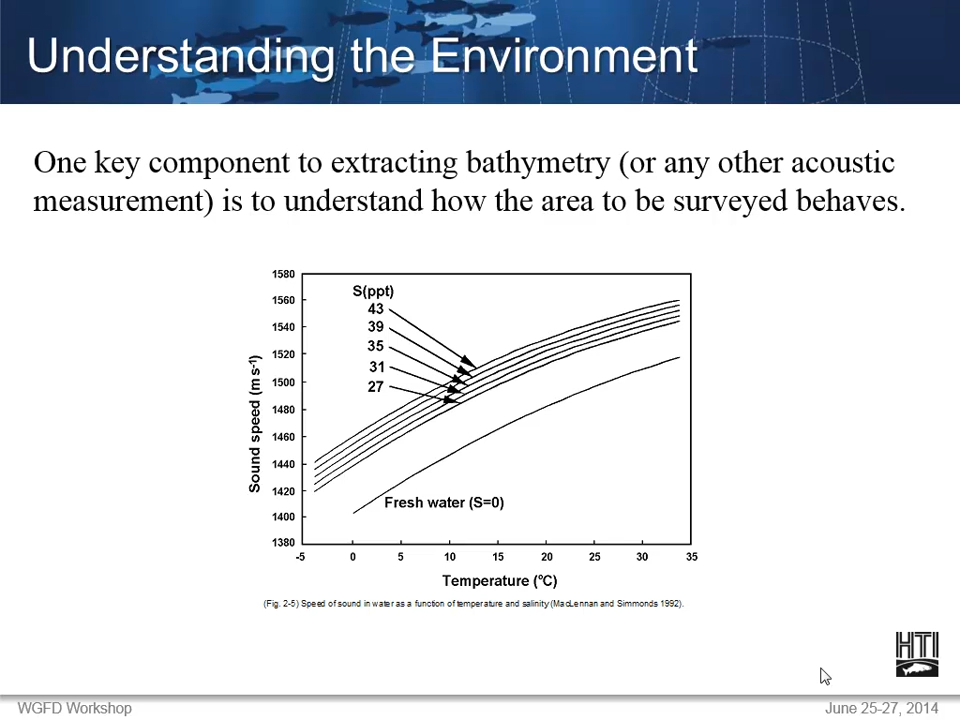 Understanding the Environment
One key component to extracting bathymetry (or any other acoustic
measurement) is to understand how the area to be surveyed behaves.
1580
1560
1540
1520
1500
1480
1460
1440
1420
1400
1380
Sound speed (m s-1)
S(ppt)
43
39
35
31
27
Fresh water (S=0)
-5 0 5 10 15 20 25 30 35
Temperature (°C)
(Fig. 2-5) Speed of sound in water as a function of temperature and salinity (MacLennan and Simmonds 1992).
HTI
WGFD Workshop
June 25-27, 2014